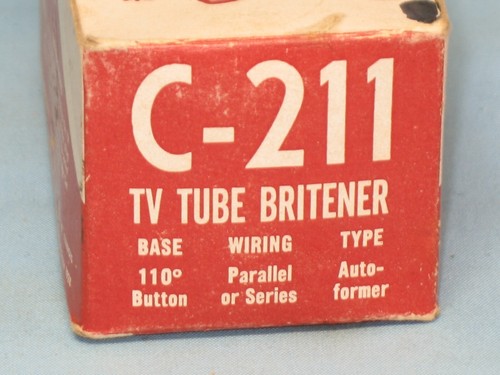 C-211
TV TUBE BRITENER
BASE WIRING TYPE
110° Parallel Auto-
Button or Series former